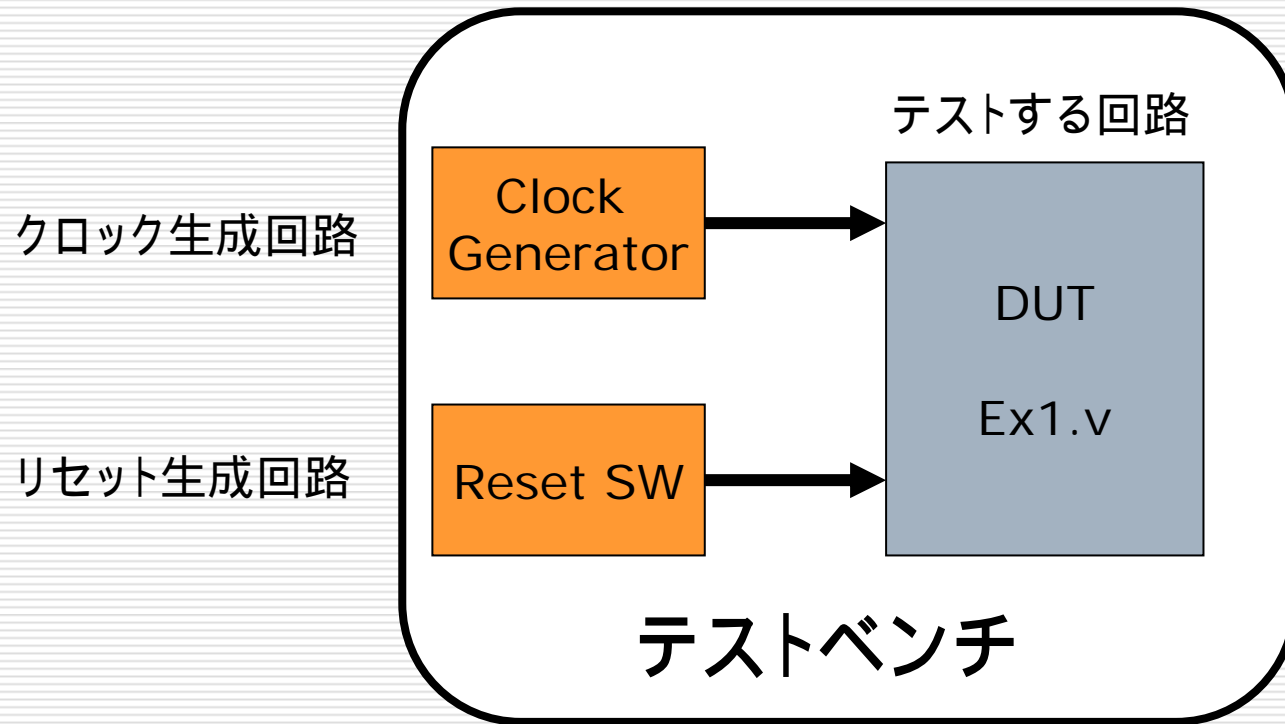 テストする回路
クロック生成回路
Clock
Generator
DUT
Ex1.v
リセット生成回路
Reset SW
テストベンチ